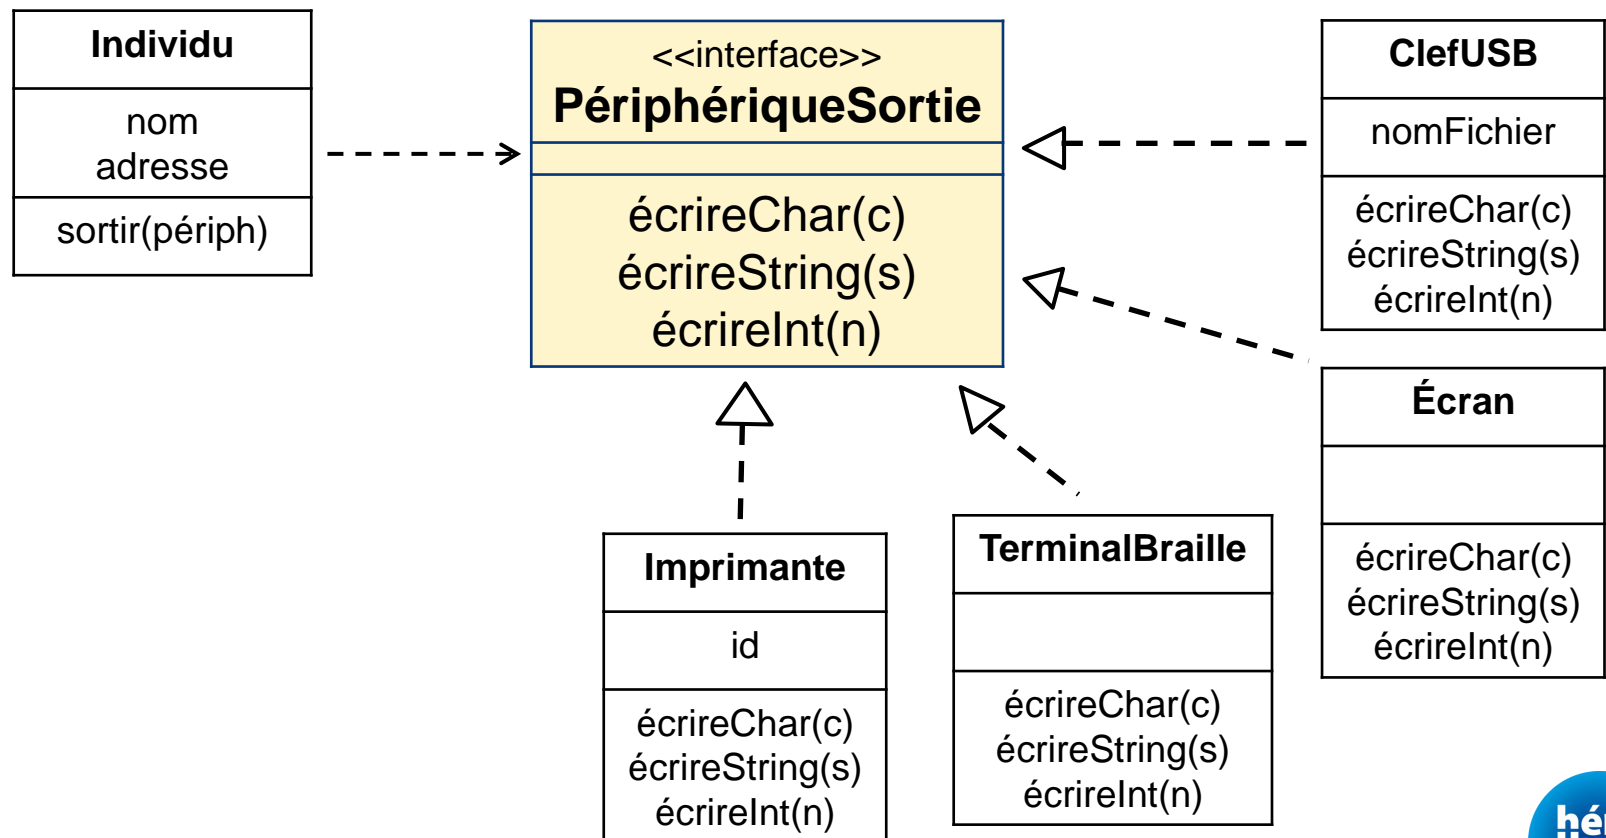 Individu
nom
adresse
sortir(périph)
<<interface>>
PériphériqueSortie
écrireChar(c)
écrireString(s)
écrireInt(n)
ClefUSB
nomFichier
écrireChar(c)
écrireString(s)
écrireInt(n)
Écran
écrireChar(c)
écrireString(s)
écrireInt(n)
Imprimante
id
écrireChar(c)
écrireString(s)
écrireInt(n)
TerminalBraille
écrireChar(c)
écrireString(s)
écrireInt(n)